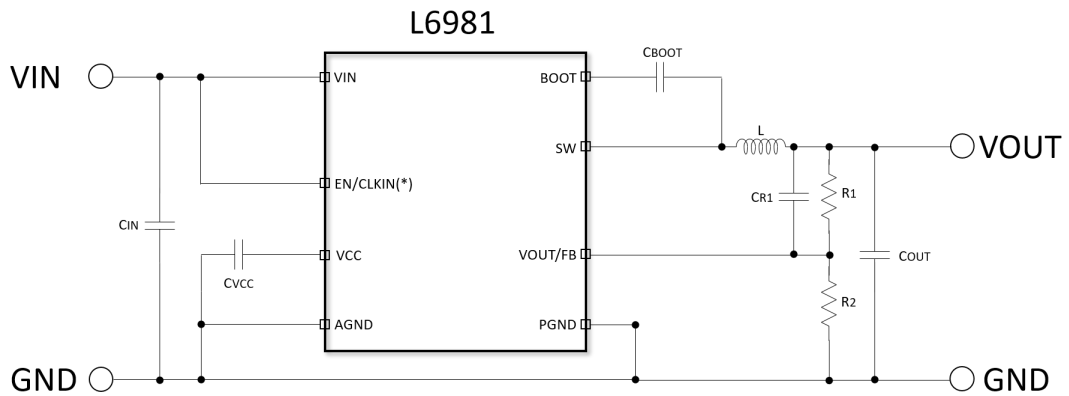 L6981
VIN
VIN
BOOT
CBOOT
SW
L
VOUT
EN/CLKIN(*)
CR1
R1
CIN
VCC
CVCC
VOUT/FB
COUT
R2
AGND
PGND
GND
GND